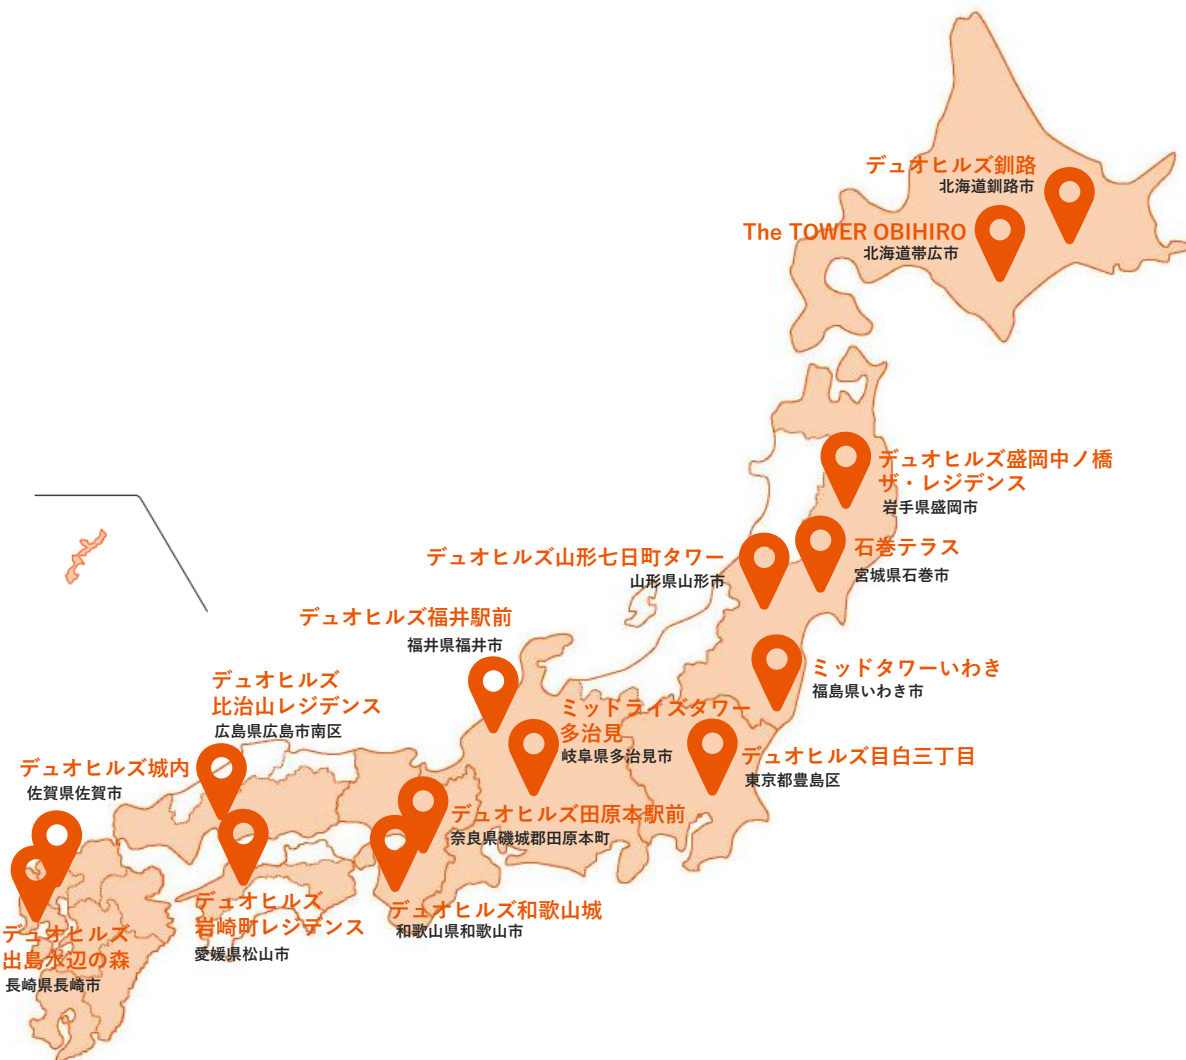 デュオヒルズ釧路
北海道釧路市
The TOWER OBIHIRO
北海道帯広市
デュオヒルズ盛岡中ノ橋
ザ・レジデンス
岩手県盛岡市
石巻テラス
宮城県石巻市
デュオヒルズ山形七日町タワー
山形県山形市
デュオヒルズ福井駅前
福井県福井市
ミッドタワーいわき
福島県いわき市
デュオヒルズ
比治山レジデンス
広島県広島市南区
ミッドライズタワー
多治見
岐阜県多治見市
デュオヒルズ目白三丁目
東京都豊島区
デュオヒルズ城内
佐賀県佐賀市
デュオヒルズ田原本駅前
奈良県磯城郡田原本町
デュオヒルズ
岩崎町レジデンス
愛媛県松山市
デュオヒルズ和歌山城
和歌山県和歌山市
デュオヒルズ
出島水辺の森
長崎県長崎市